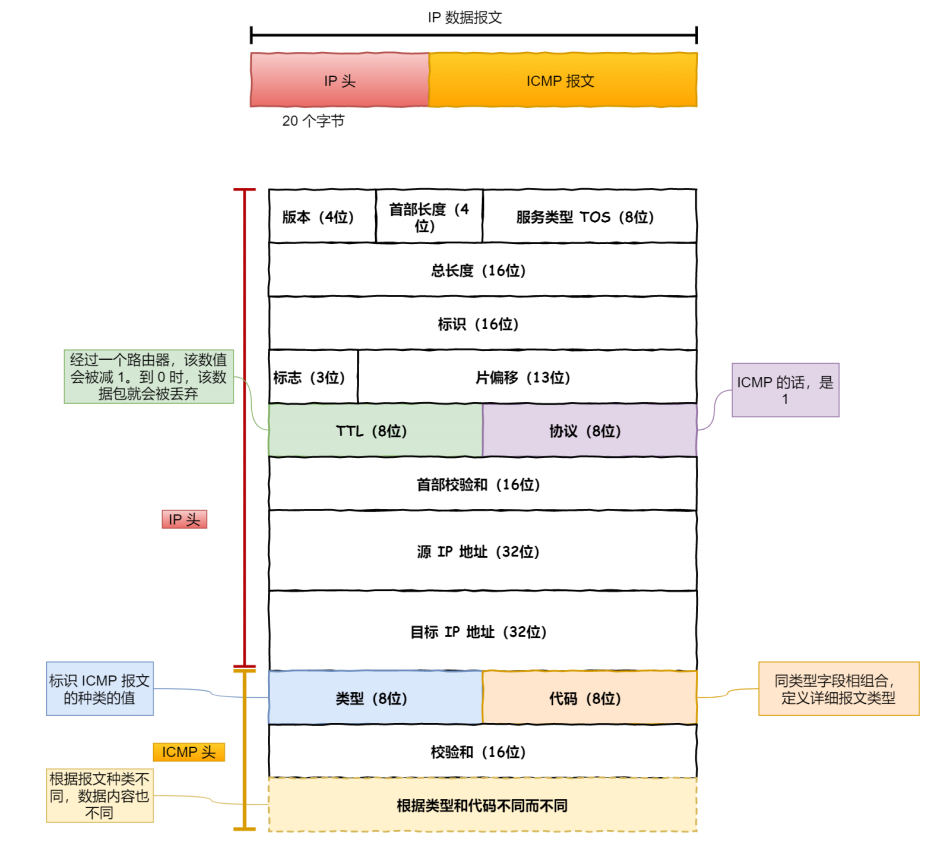 IP 数据报文
IP 头
ICMP 报文
20 个字节
版本（4位）
首部长度（4
位）
服务类型 TOS（8位）
总长度（16位）
标识（16位）
经过一个路由器，该数值
会被减 1。到 0 时，该数
据包就会被丢弃
标志（3位）
片偏移（13位）
ICMP 的话，是
1
TTL（8位）
协议（8位）
首部校验和（16位）
IP 头
源 IP 地址（32位）
目标 IP 地址（32位）
标识 ICMP 报文
的种类的值
类型（8位）
代码（8位）
同类型字段相组合，
定义详细报文类型
ICMP 头
校验和（16位）
根据报文种类不
同，数据内容也
不同
根据类型和代码不同而不同